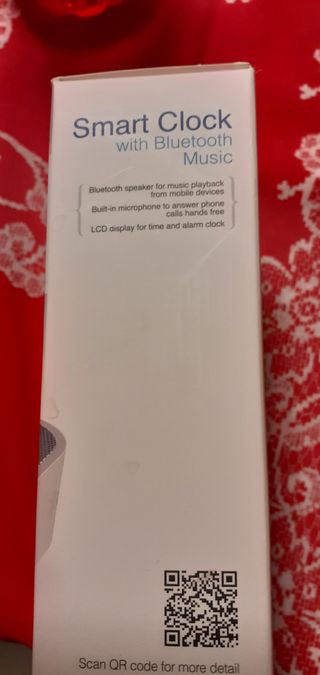 Smart Clock
with Bluetooth
Music
Bluetooth speaker for music playback
from mobile devices
Built-in microphone to answer phone
calls hands free
LCD display for time and alarm clock
Scan QR code for more detail